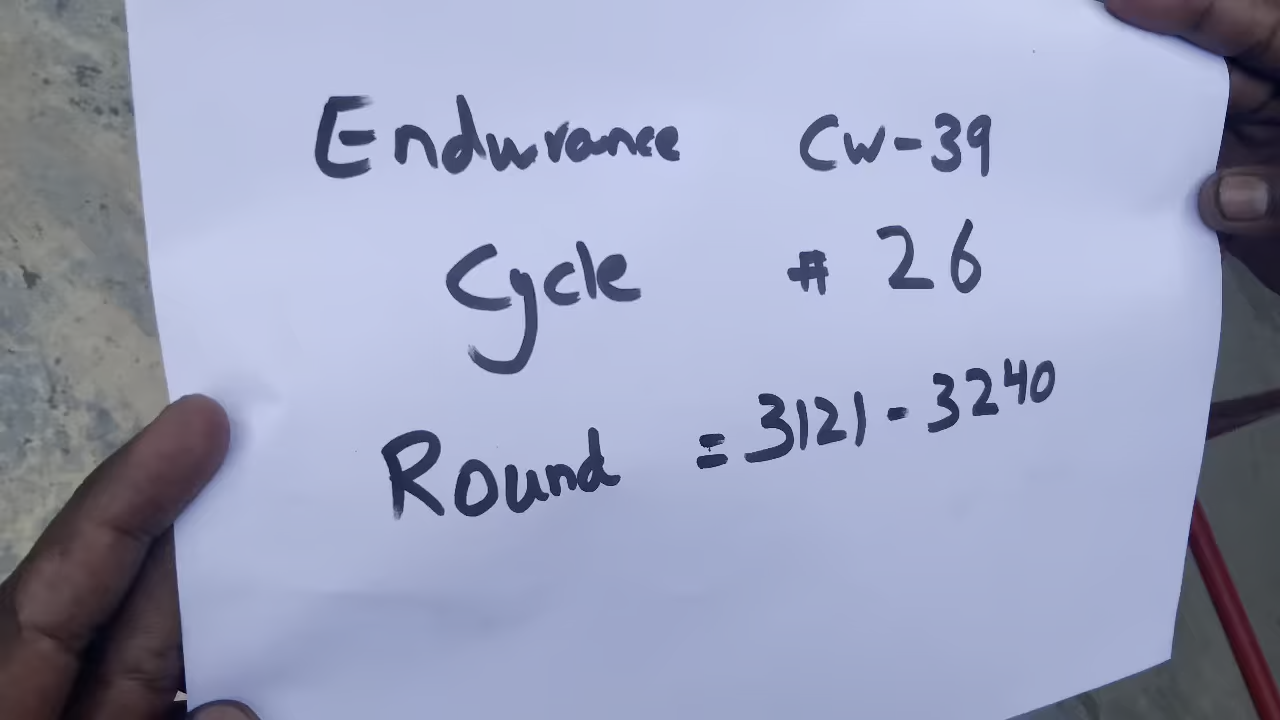 Endurance CW-39
Cycle # 26
Round = 3121 - 3240